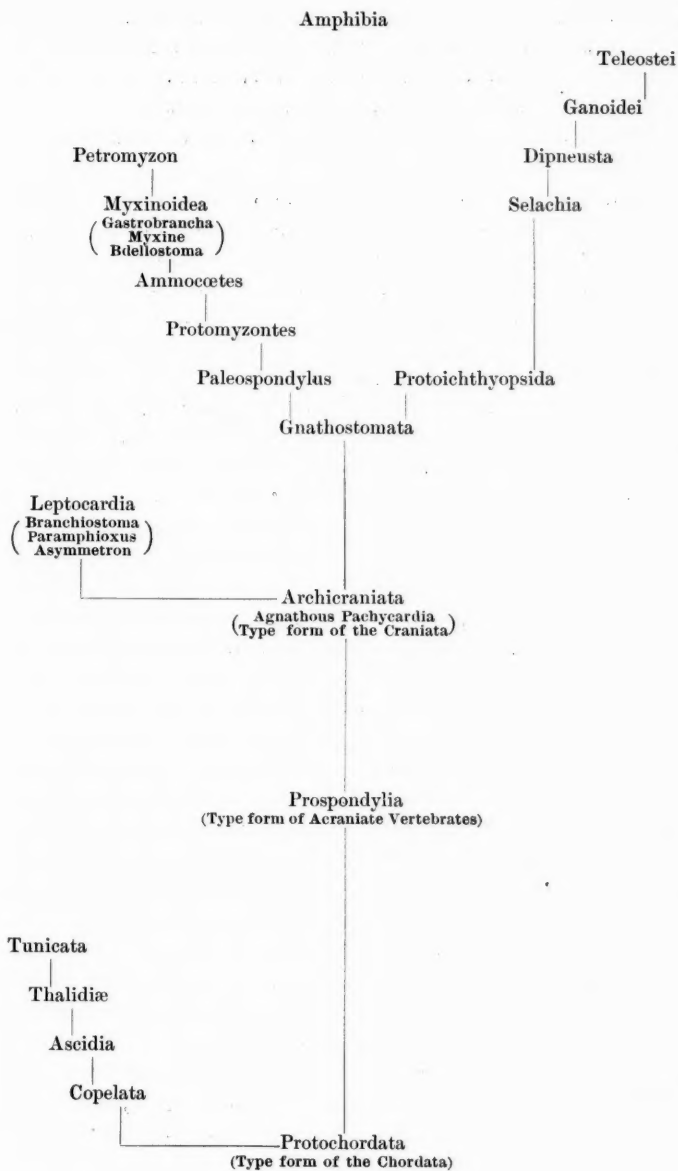 Amphibia
Teleostei
Ganoidei
Petromyzon
Dipneusta
Myxinoidea
Selachia
(Gastrobrancha
Myxine
Bdellostoma)
Ammocœtes
Protomyzontes
Paleospondylus
Protoichthyopsida
Gnathostomata
Leptocardia
(Branchiostoma
Paramphioxus
Asymmetron)
Archicraniata
(Agnathous Pachycardia
Type form of the Craniata)
Prospondylia
(Type form of Acraniate Vertebrates)
Tunicata
Thalidiæ
Ascidia
Copelata
Protochordata
(Type form of the Chordata)